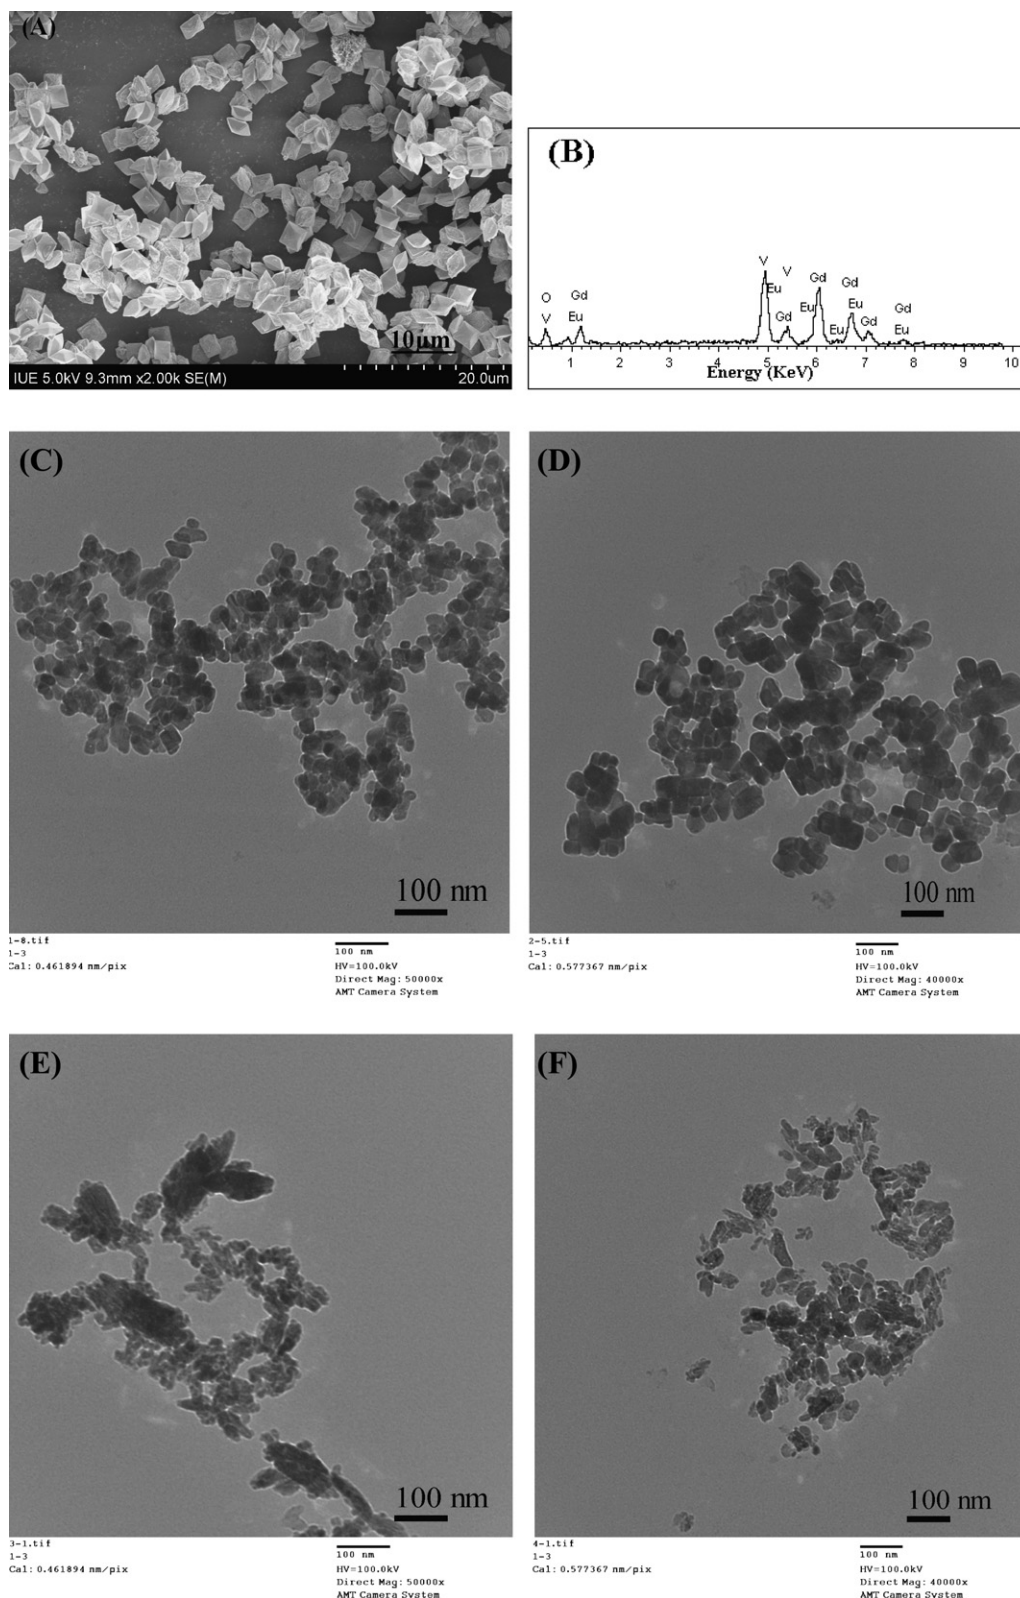 (A)
10µm
IUE 5.0kV 9.3mm x2.00k SE(M)
20.0um
(B)
V
V
Gd
Gd
Gd
Eu
O
Gd
Eu
Eu
Gd
V
Eu
Eu
Gd
Eu
1 2 3 4 5 6 7 8 9 10
Energy (KeV)
(C)
100 nm
1-8.tif
1-3
Cal: 0.461894 nm/pix
100 nm
HV=100.0kV
Direct Mag: 50000x
AMT Camera System
(D)
100 nm
2-5.tif
1-3
Cal: 0.577367 nm/pix
100 nm
HV=100.0kV
Direct Mag: 40000x
AMT Camera System
(E)
100 nm
3-1.tif
1-3
Cal: 0.461894 nm/pix
100 nm
HV=100.0kV
Direct Mag: 50000x
AMT Camera System
(F)
100 nm
4-1.tif
1-3
Cal: 0.577367 nm/pix
100 nm
HV=100.0kV
Direct Mag: 40000x
AMT Camera System